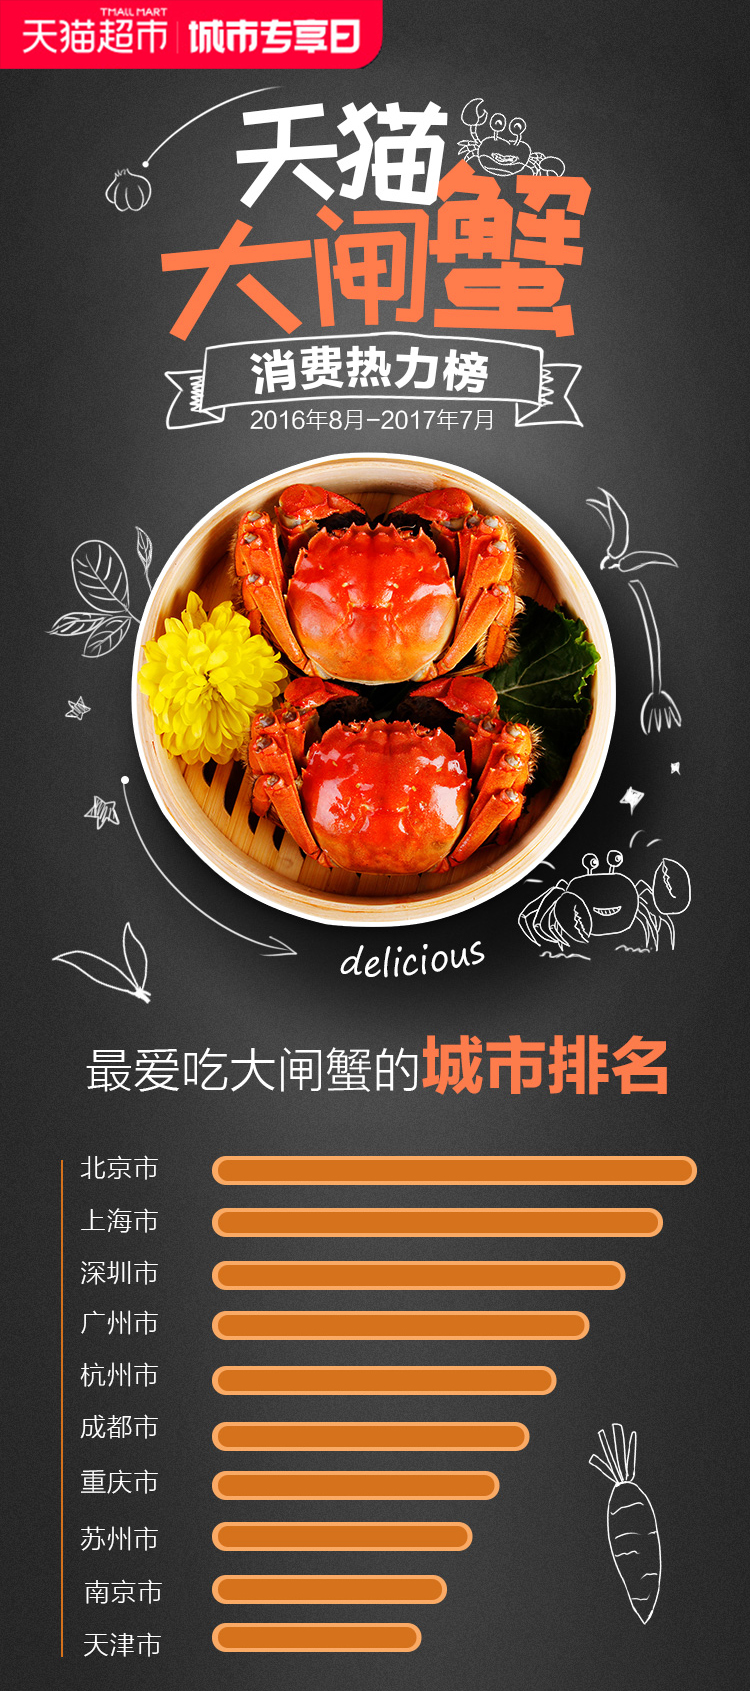 TMALL MART
天猫超市 | 城市专享日
天猫
大闸蟹
消费热力榜
2016年8月-2017年7月
delicious
最爱吃大闸蟹的城市排名
北京市
上海市
深圳市
广州市
杭州市
成都市
重庆市
苏州市
南京市
天津市